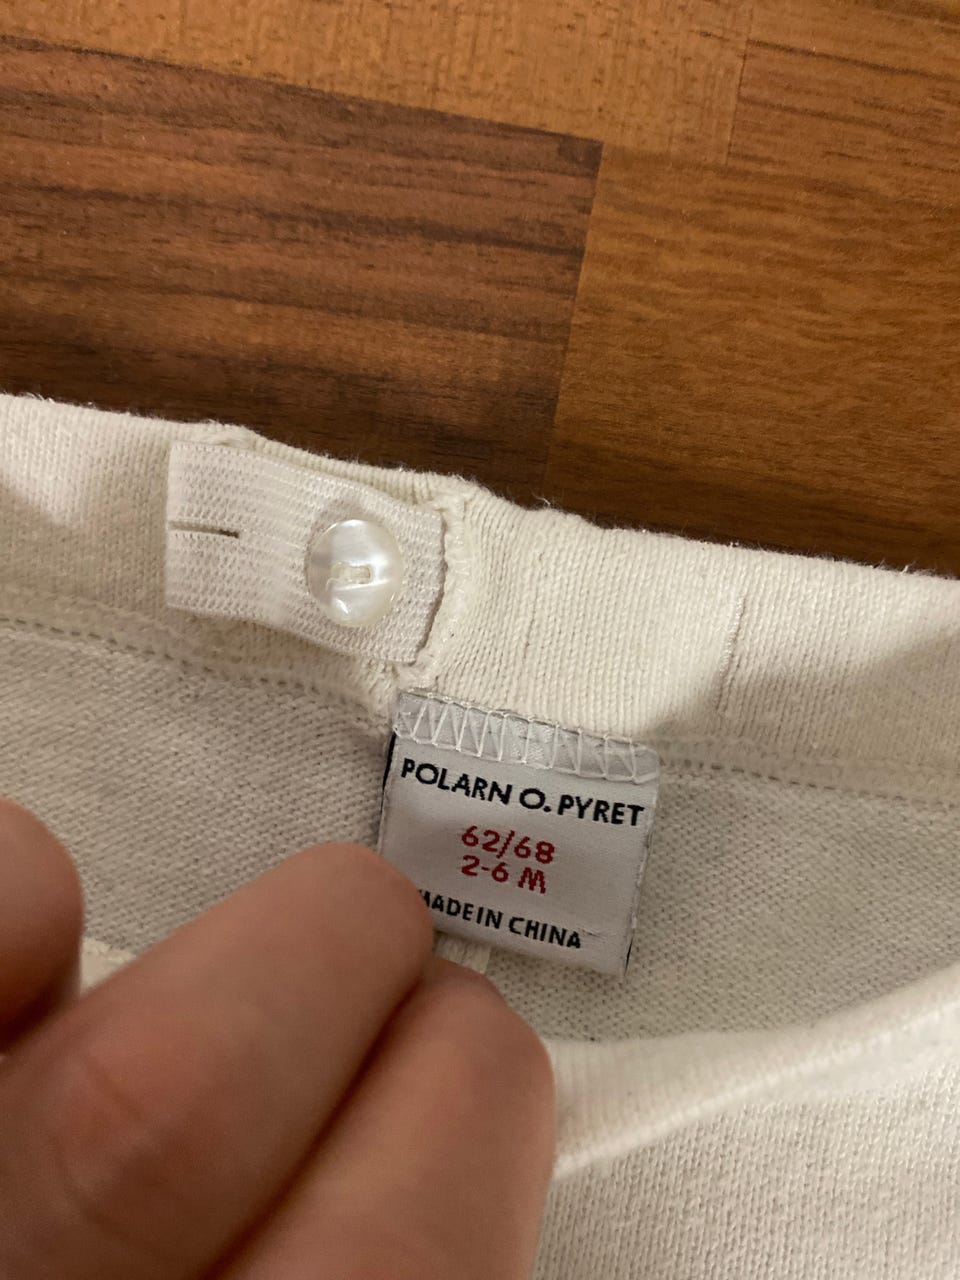 POLARN O. PYRET
62/68
2-6 M
MADE IN CHINA